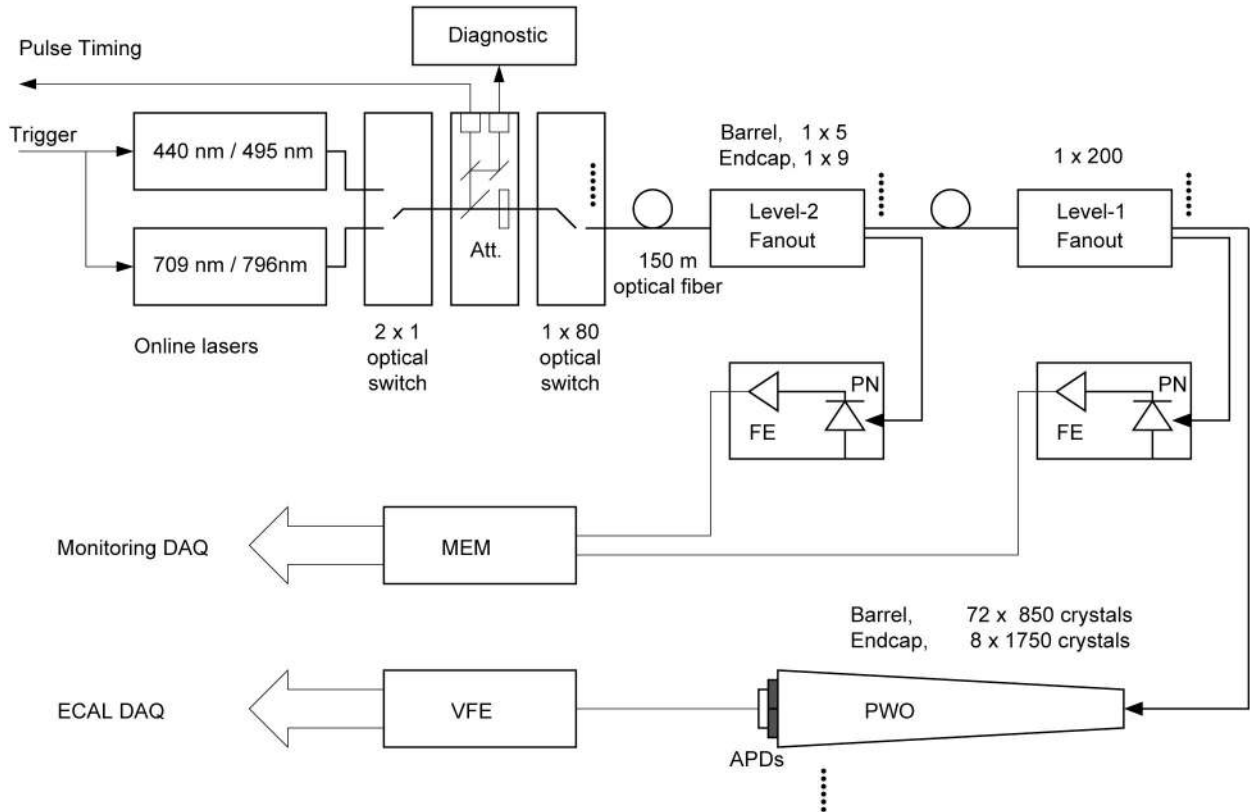 Diagnostic
Pulse Timing
Trigger
440 nm / 495 nm
709 nm / 796nm
Online lasers
2 x 1
optical
switch
Att.
1 x 80
optical
switch
150 m
optical fiber
Barrel, 1 x 5
Endcap, 1 x 9
Level-2
Fanout
1 x 200
Level-1
Fanout
PN
FE
PN
FE
Monitoring DAQ
MEM
Barrel, 72 x 850 crystals
Endcap, 8 x 1750 crystals
ECAL DAQ
VFE
PWO
APDs